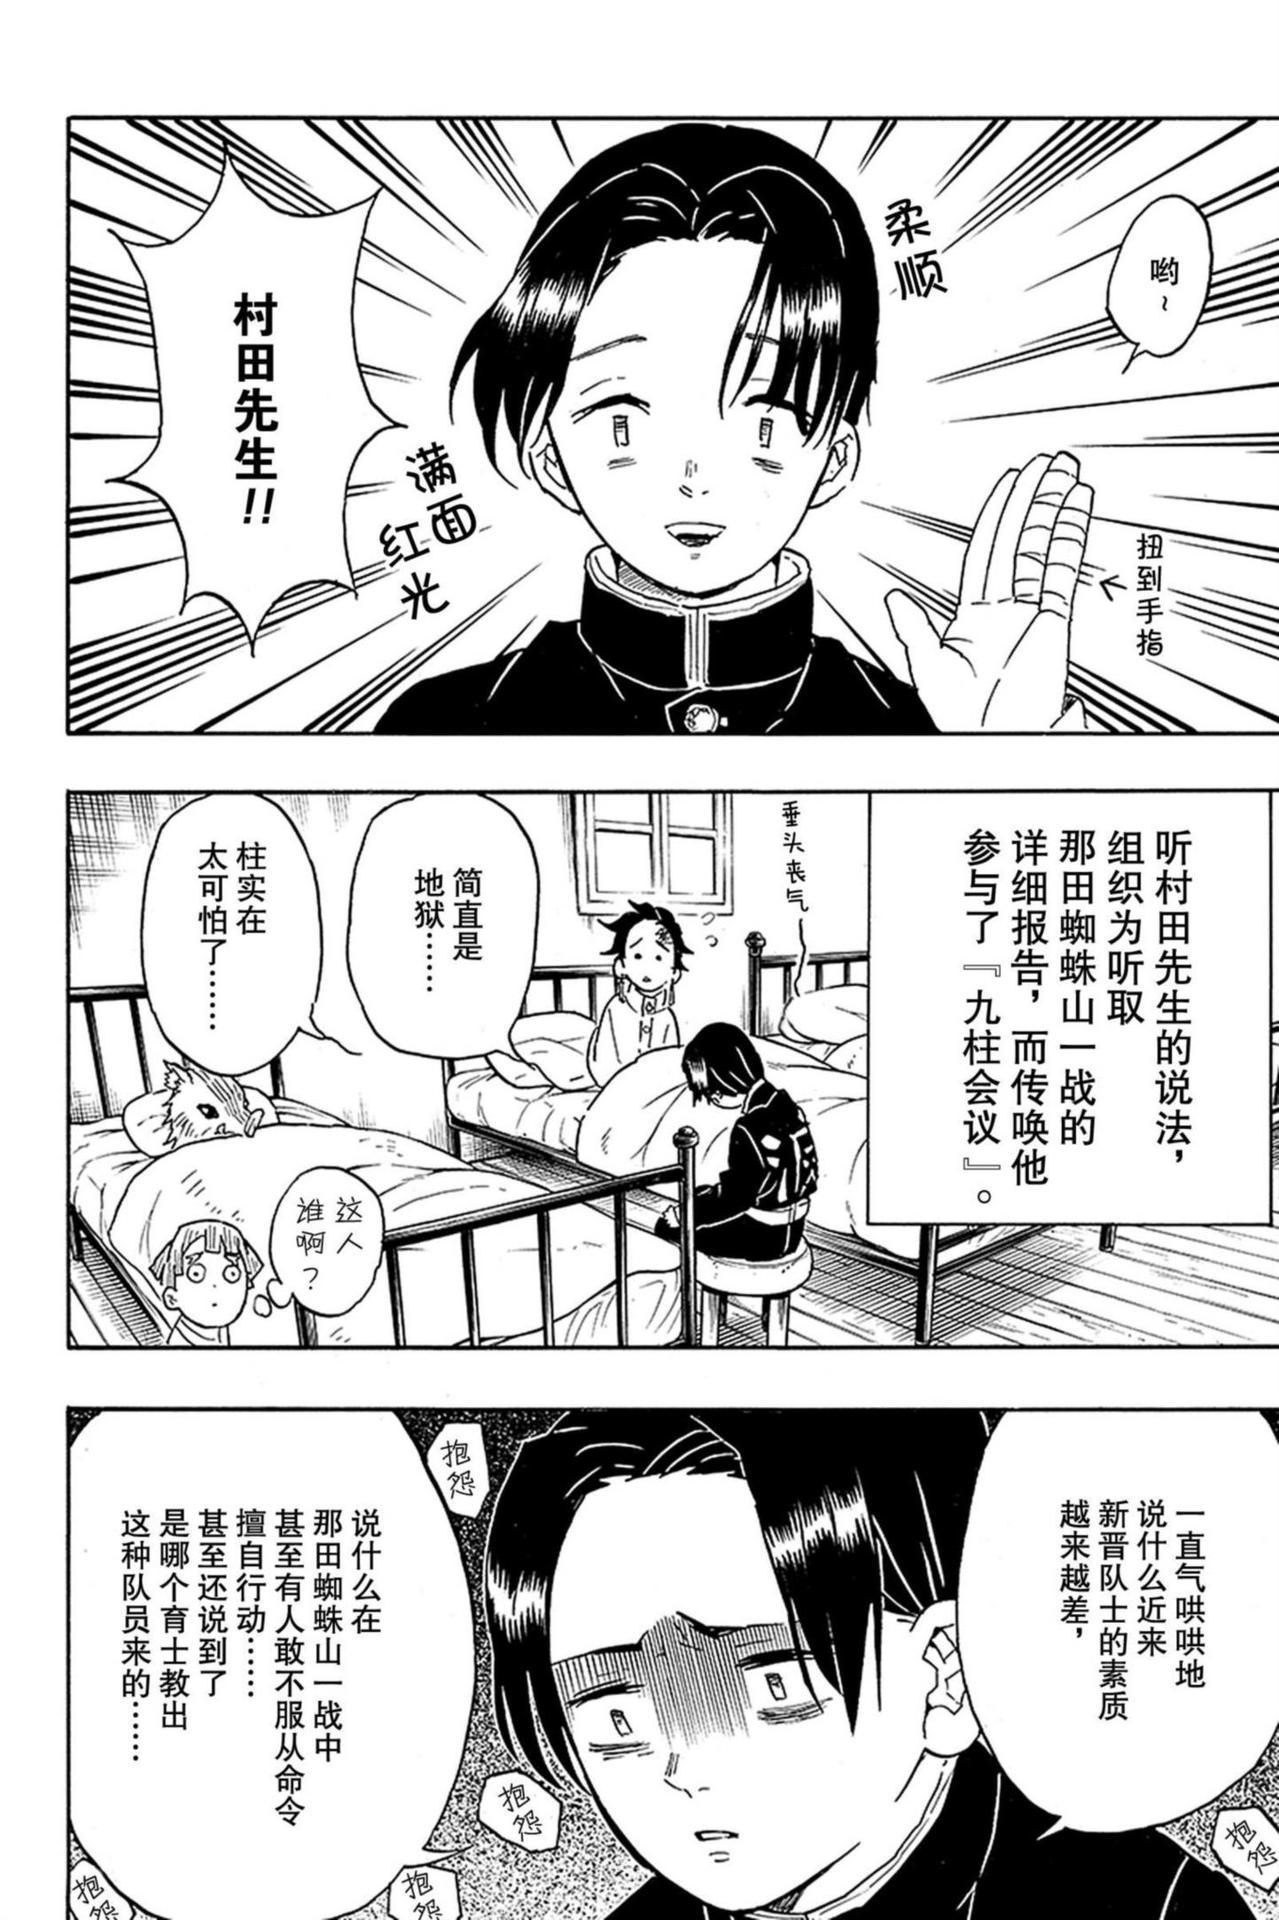 哟~
柔顺
扭到手指
满面
红光
村田先生!!
听村田先生的说法，
组织为听取
那田蜘蛛山一战的
详细报告，而传唤他
参与了『九柱会议』。
垂头丧气
简直是
地狱……
柱实在
太可怕了……
这人
谁啊？
一直气哄哄地
说什么近来
新晋队士的素质
越来越差，
抱怨
说什么在
那田蜘蛛山一战中
甚至有人敢不服从命令
擅自行动……
甚至还说到了
是哪个育士教出
这种队员来的……
抱怨
抱怨
抱怨
抱怨